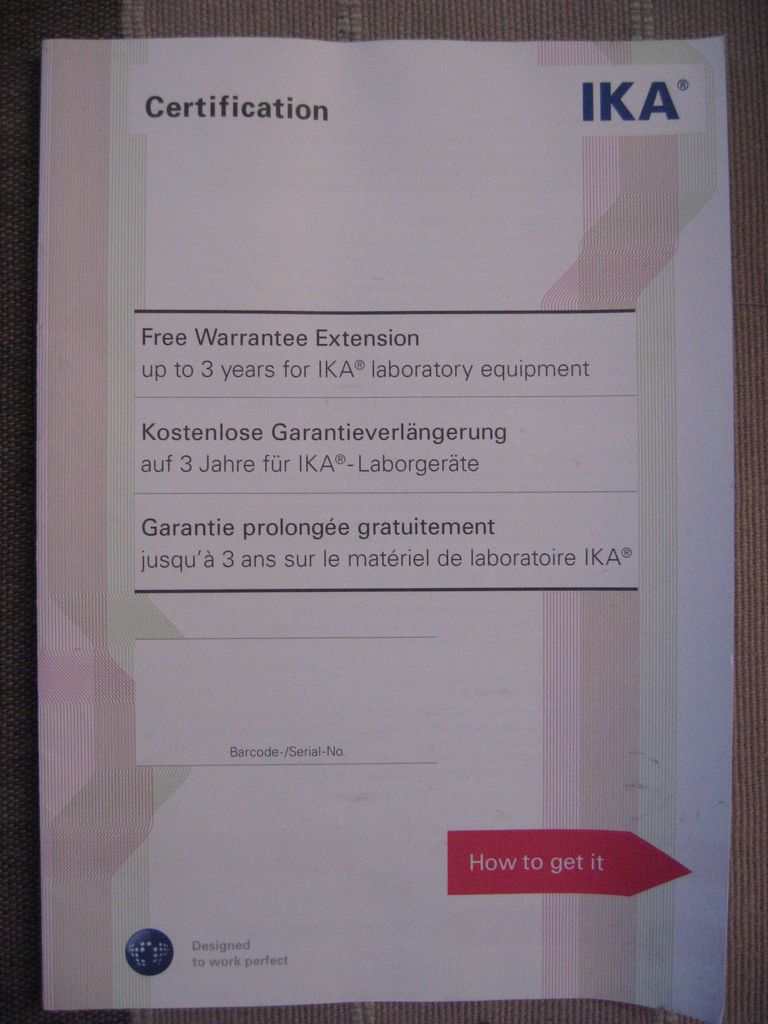 Certification
IKA®
Free Warrantee Extension
up to 3 years for IKA® laboratory equipment
Kostenlose Garantieverlängerung
auf 3 Jahre für IKA®-Laborgeräte
Garantie prolongée gratuitement
jusqu'à 3 ans sur le matériel de laboratoire IKA®
Barcode-/Serial-No.
How to get it
Designed
to work perfect